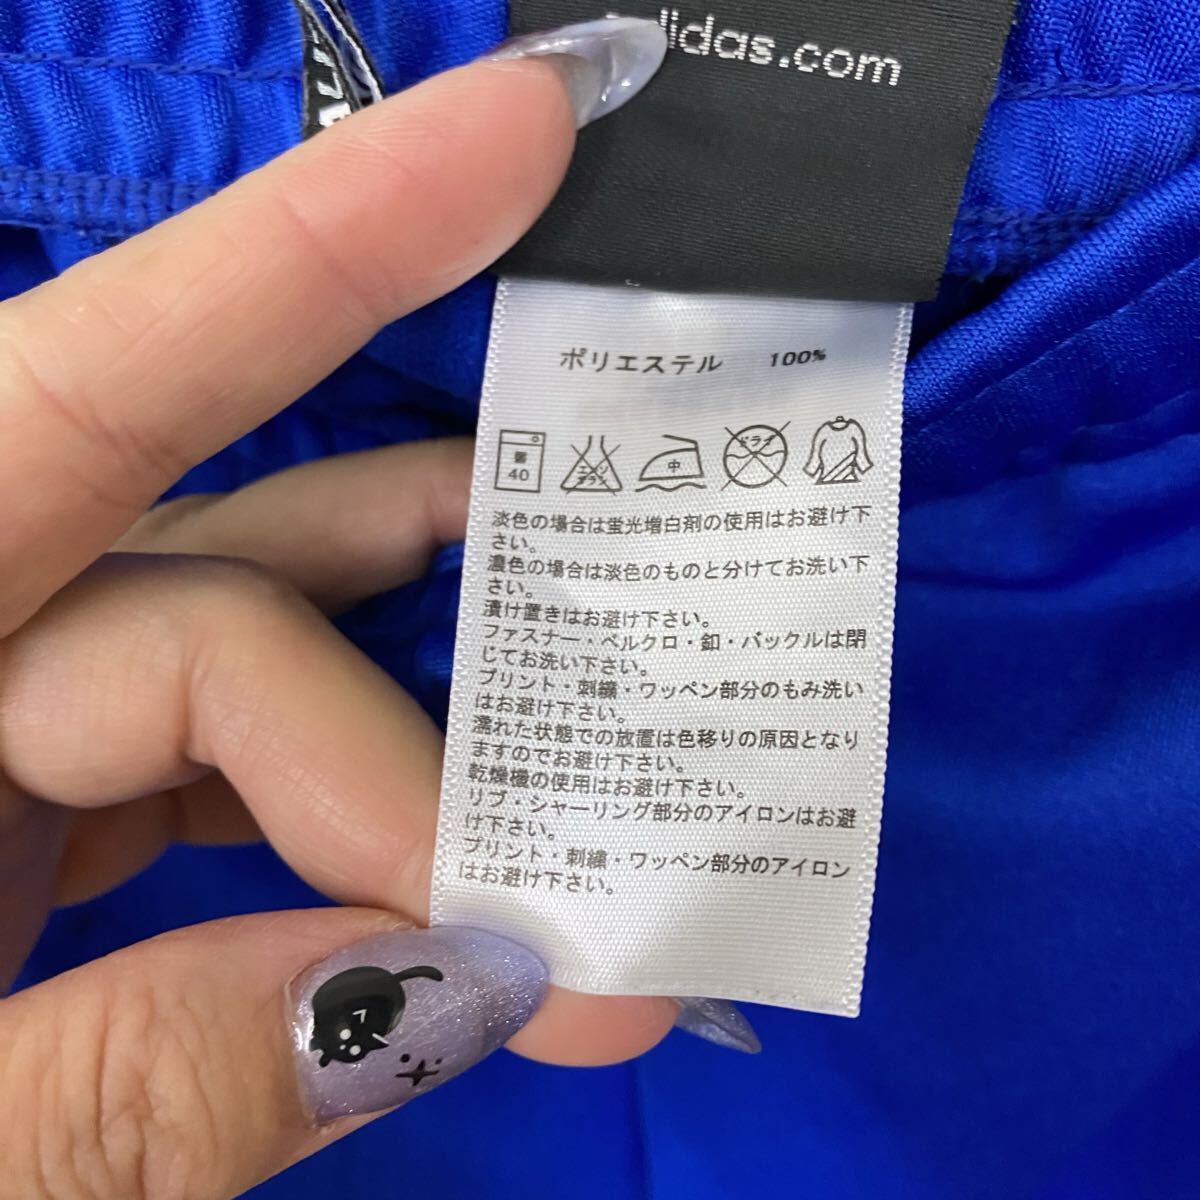 adidas.com
ポリエステル 100%
弱
40
エンソ
サラシ
中
ドライ
淡色の場合は蛍光増白剤の使用はお避け下
さい。
濃色の場合は淡色のものと分けてお洗い下
さい。
漬け置きはお避け下さい。
ファスナー・ベルクロ・釦・バックルは閉
じてお洗い下さい。
プリント・刺繍・ワッペン部分のもみ洗い
はお避け下さい。
濡れた状態での放置は色移りの原因となり
ますのでお避け下さい。
乾燥機の使用はお避け下さい。
リブ・シャーリング部分のアイロンはお避
け下さい。
プリント・刺繍・ワッペン部分のアイロン
はお避け下さい。